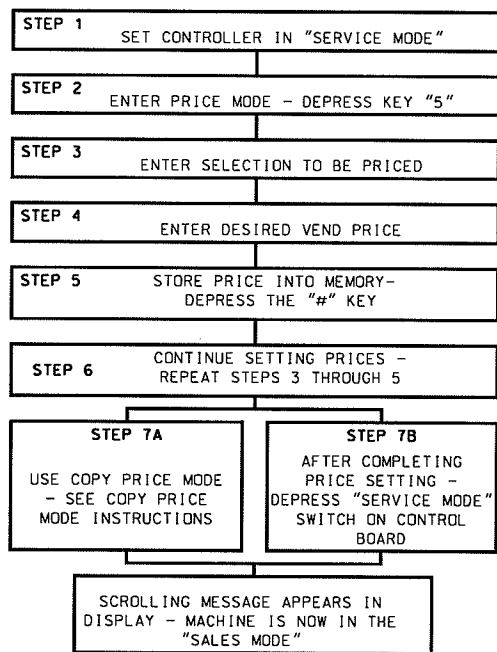 STEP 1
SET CONTROLLER IN "SERVICE MODE"
STEP 2
ENTER PRICE MODE – DEPRESS KEY "5"
STEP 3
ENTER SELECTION TO BE PRICED
STEP 4
ENTER DESIRED VEND PRICE
STEP 5
STORE PRICE INTO MEMORY–
DEPRESS THE "#" KEY
STEP 6
CONTINUE SETTING PRICES –
REPEAT STEPS 3 THROUGH 5
STEP 7A
USE COPY PRICE MODE
– SEE COPY PRICE
MODE INSTRUCTIONS
STEP 7B
AFTER COMPLETING
PRICE SETTING –
DEPRESS "SERVICE MODE"
SWITCH ON CONTROL
BOARD
SCROLLING MESSAGE APPEARS IN
DISPLAY – MACHINE IS NOW IN THE
"SALES MODE"